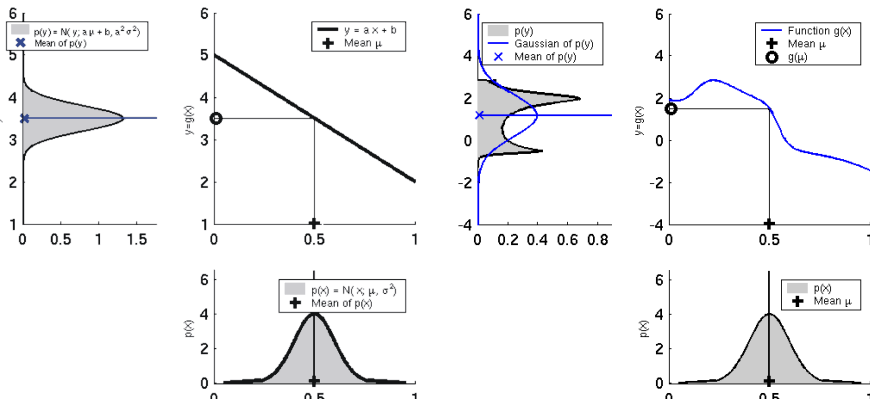 p(y) = N( y; a μ + b, a² σ²)
Mean of p(y)
6
5
4
3
2
1
0 0.5 1 1.5
y = a x + b
Mean μ
6
5
4
3
2
1
y=g(x)
0 0.5 1
p(y)
Gaussian of p(y)
Mean of p(y)
6
4
2
0
-2
-4
0 0.2 0.4 0.6 0.8
Function g(x)
Mean μ
g(μ)
6
4
2
0
-2
-4
y=g(x)
0 0.5 1
p(x) = N( x; μ, σ²)
Mean of p(x)
6
4
2
0
p(x)
0 0.5 1
p(x)
Mean μ
6
4
2
0
p(x)
0 0.5 1